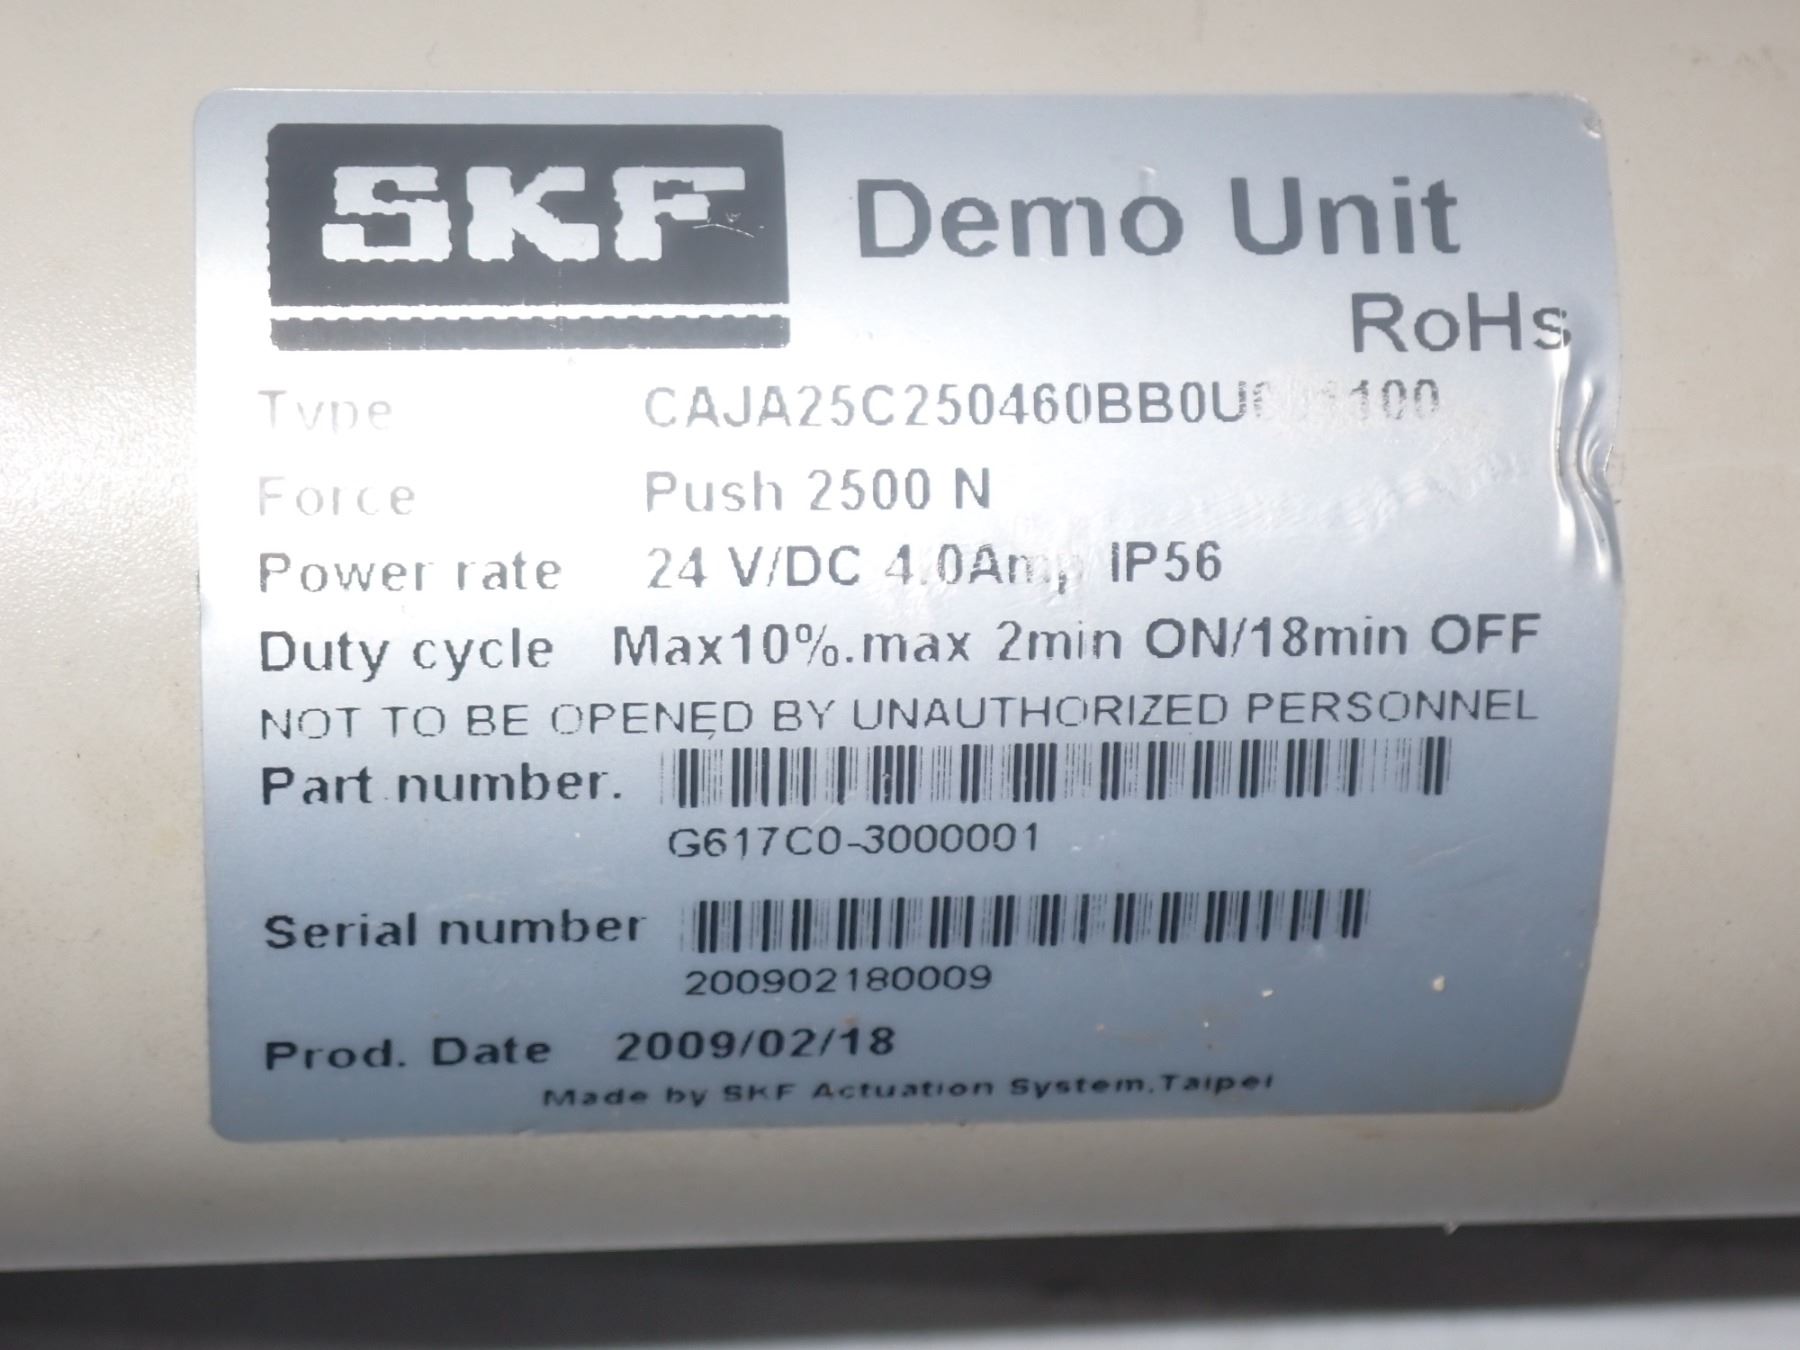 SKF
Demo Unit
RoHs
Type
Force Push 2500 N
Power rate 24 V/DC 4.0Amp IP56
Duty cycle Max10%.max 2min ON/18min OFF
NOT TO BE OPENED BY UNAUTHORIZED PERSONNEL
Part number.
G617C0-3000001
Serial number
200902180009
Prod. Date 2009/02/18
Made by SKF Actuation System,Taipei